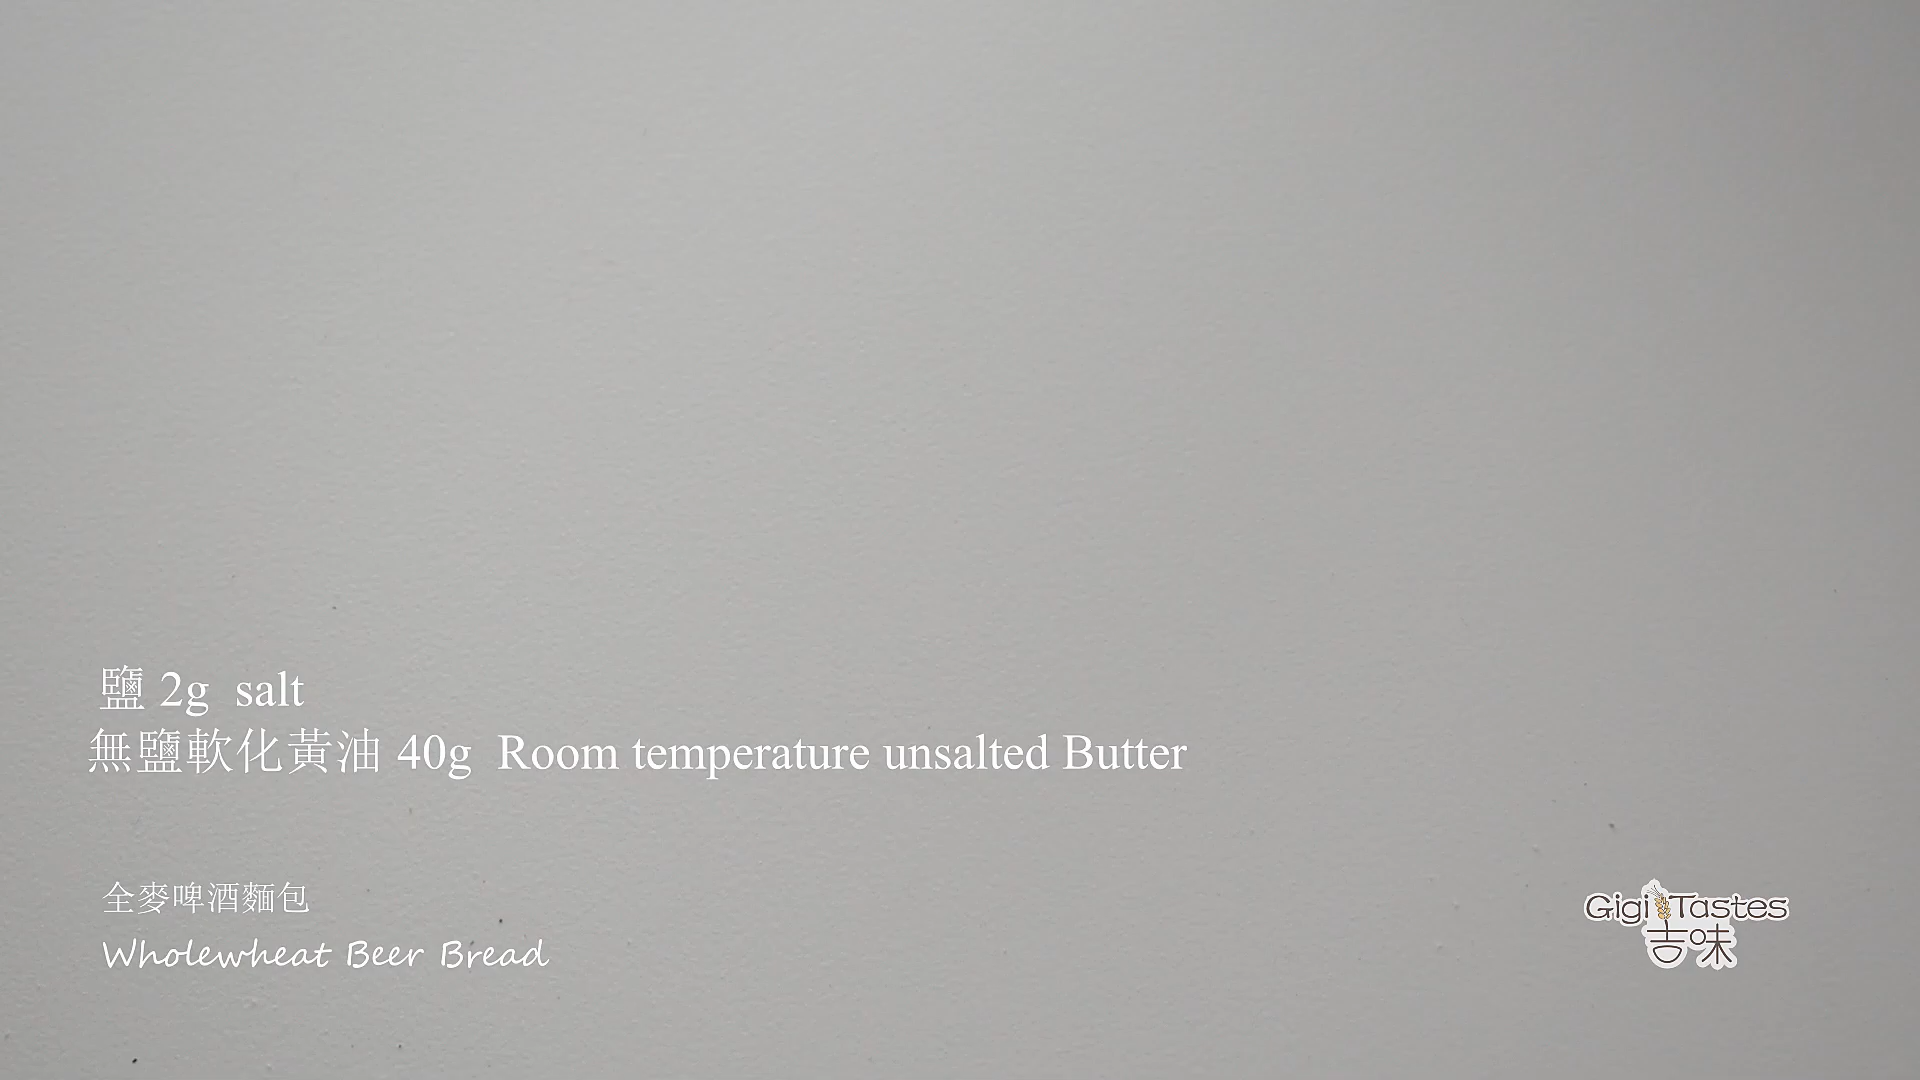 鹽 2g salt
無鹽軟化黃油 40g Room temperature unsalted Butter
全麥啤酒麵包
Wholewheat Beer Bread
Gigi Tastes
吉味